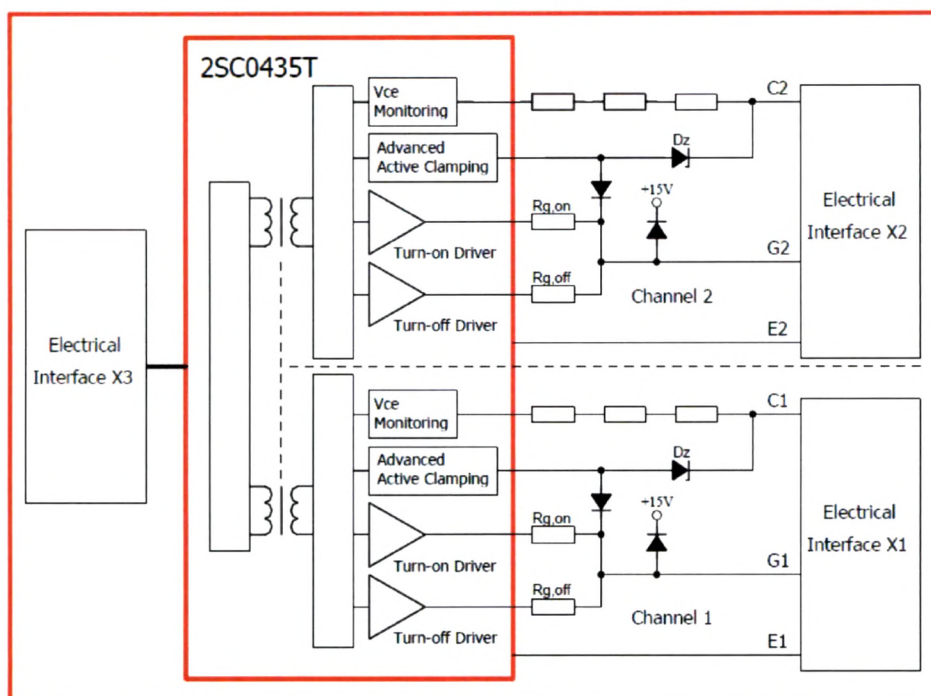 2SC0435T
Vce
Monitoring
C2
Advanced
Active Clamping
Dz
+15V
Rg,on
Electrical
Interface X2
Turn-on Driver
G2
Rg,off
Channel 2
Turn-off Driver
E2
Electrical
Interface X3
Vce
Monitoring
C1
Advanced
Active Clamping
Dz
+15V
Rg,on
Electrical
Interface X1
Turn-on Driver
G1
Rg,off
Channel 1
Turn-off Driver
E1